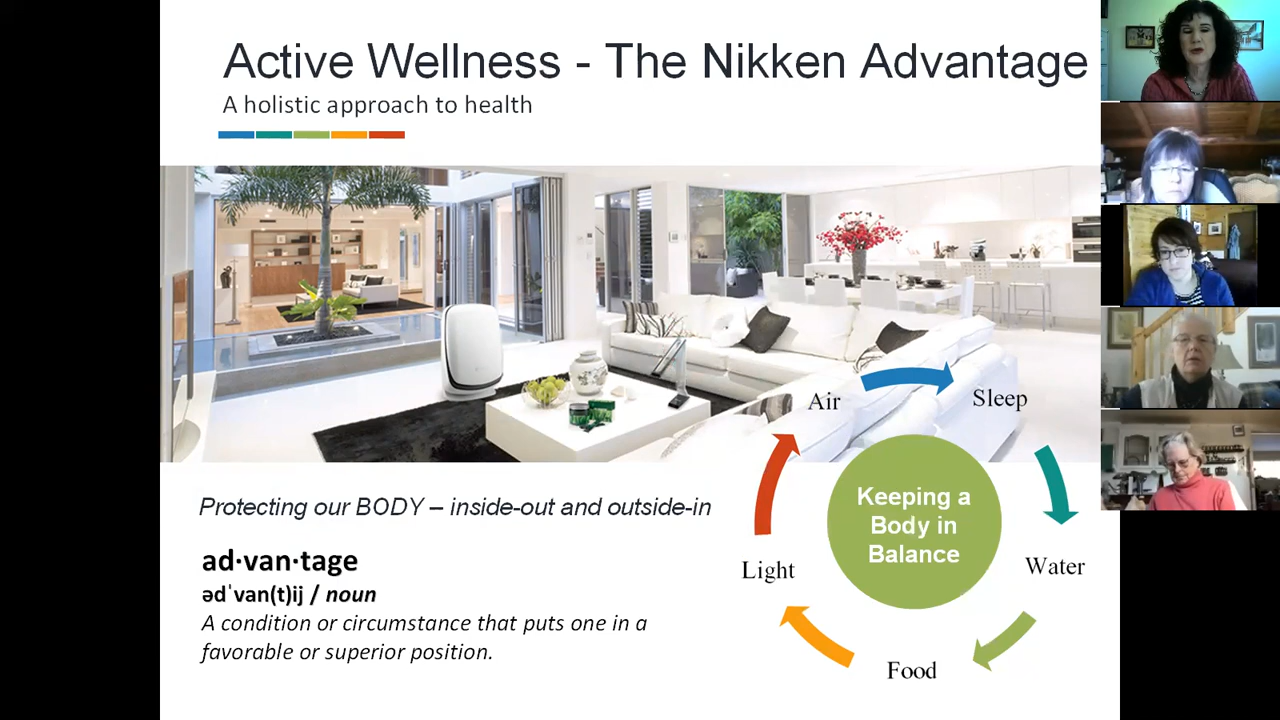 Active Wellness - The Nikken Advantage
A holistic approach to health
Air
Sleep
Keeping a
Body in
Balance
Light
Water
Food
Protecting our BODY – inside-out and outside-in
ad·van·tage
ədˈvan(t)ij / noun
A condition or circumstance that puts one in a
favorable or superior position.